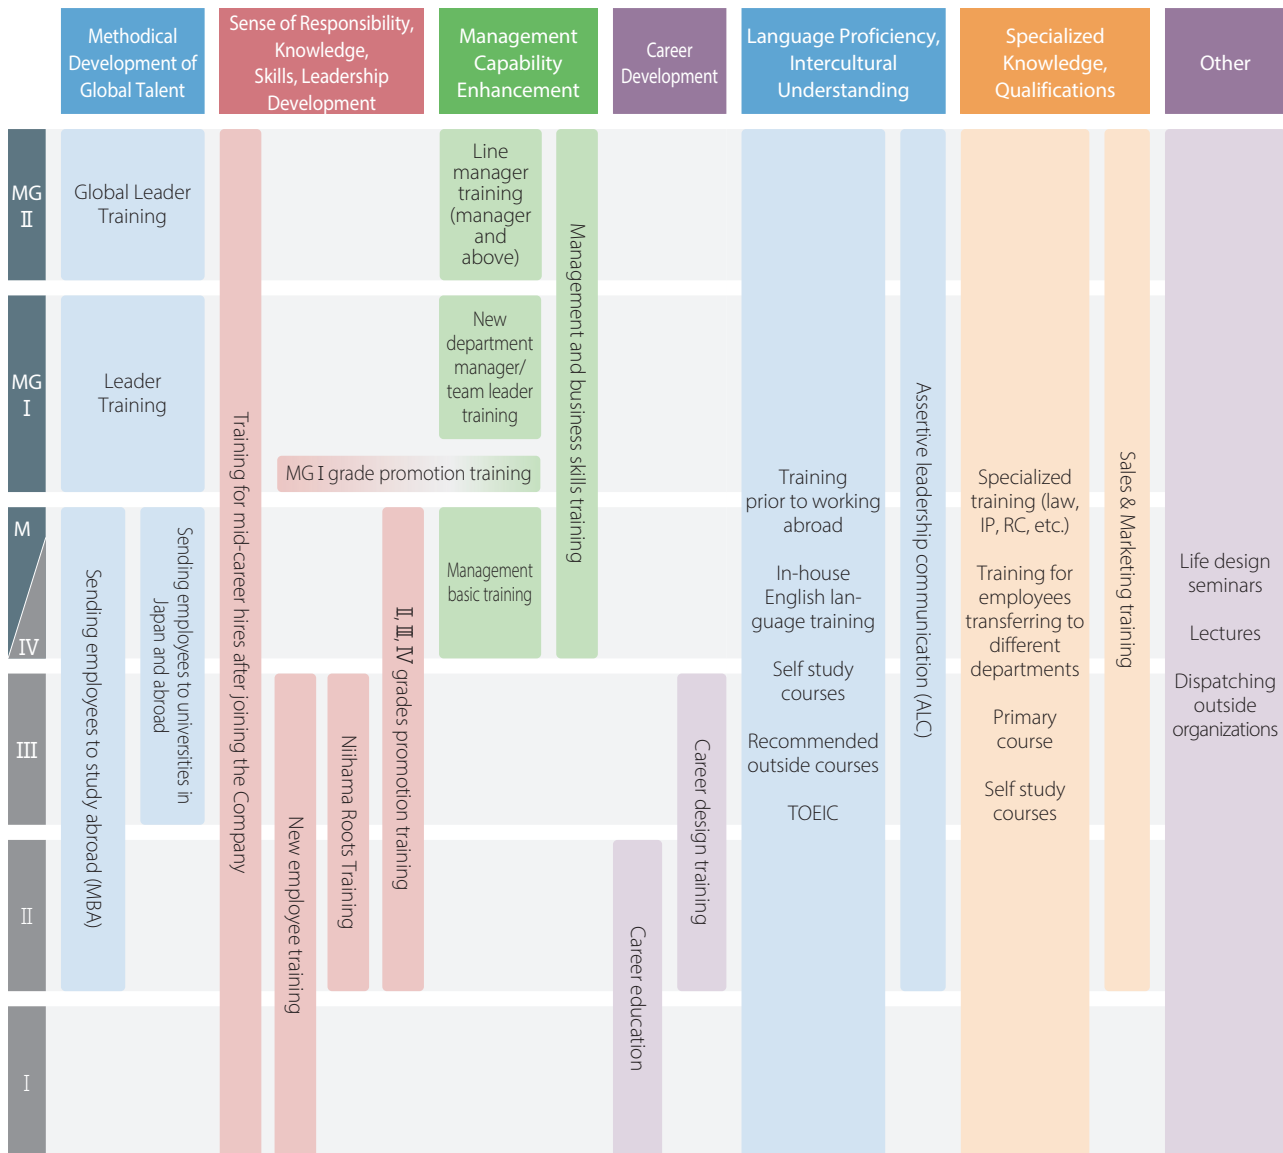 Methodical
Development of
Global Talent
Sense of Responsibility,
Knowledge,
Skills, Leadership
Development
Management
Capability
Enhancement
Career
Development
Language Proficiency,
Intercultural
Understanding
Specialized
Knowledge,
Qualifications
Other
MG
Ⅱ
MG
Ⅰ
M
Ⅳ
Ⅲ
Ⅱ
Ⅰ
Global Leader
Training
Leader
Training
Sending employees to study abroad (MBA)
Sending employees to universities in
Japan and abroad
Training for mid-career hires after joining the Company
MG Ⅰ grade promotion training
New employee training
Niihama Roots Training
Ⅱ, Ⅲ, Ⅳ grades promotion training
Line
manager
training
(manager
and
above)
New
department
manager/
team leader
training
Management
basic training
Management and business skills training
Career education
Career design training
Training
prior to working
abroad
In-house
English lan-
guage training
Self study
courses
Recommended
outside courses
TOEIC
Assertive leadership communication (ALC)
Specialized
training (law,
IP, RC, etc.)
Training for
employees
transferring to
different
departments
Primary
course
Self study
courses
Sales & Marketing training
Life design
seminars
Lectures
Dispatching
outside
organizations